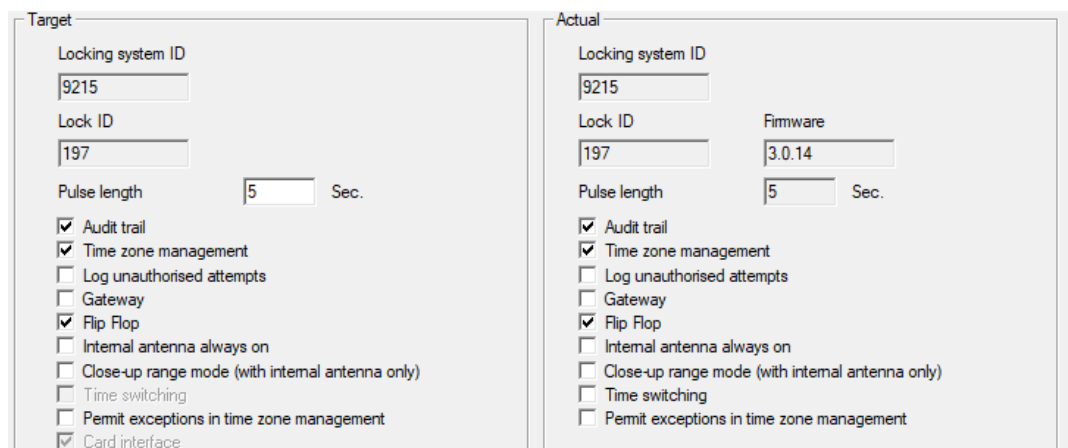 Target
Locking system ID
9215
Lock ID
197
Pulse length 5 Sec.
Audit trail
Time zone management
Log unauthorised attempts
Gateway
Flip Flop
Internal antenna always on
Close-up range mode (with internal antenna only)
Time switching
Permit exceptions in time zone management
Card interface
Actual
Locking system ID
9215
Lock ID Firmware
197 3.0.14
Pulse length 5 Sec.
Audit trail
Time zone management
Log unauthorised attempts
Gateway
Flip Flop
Internal antenna always on
Close-up range mode (with internal antenna only)
Time switching
Permit exceptions in time zone management